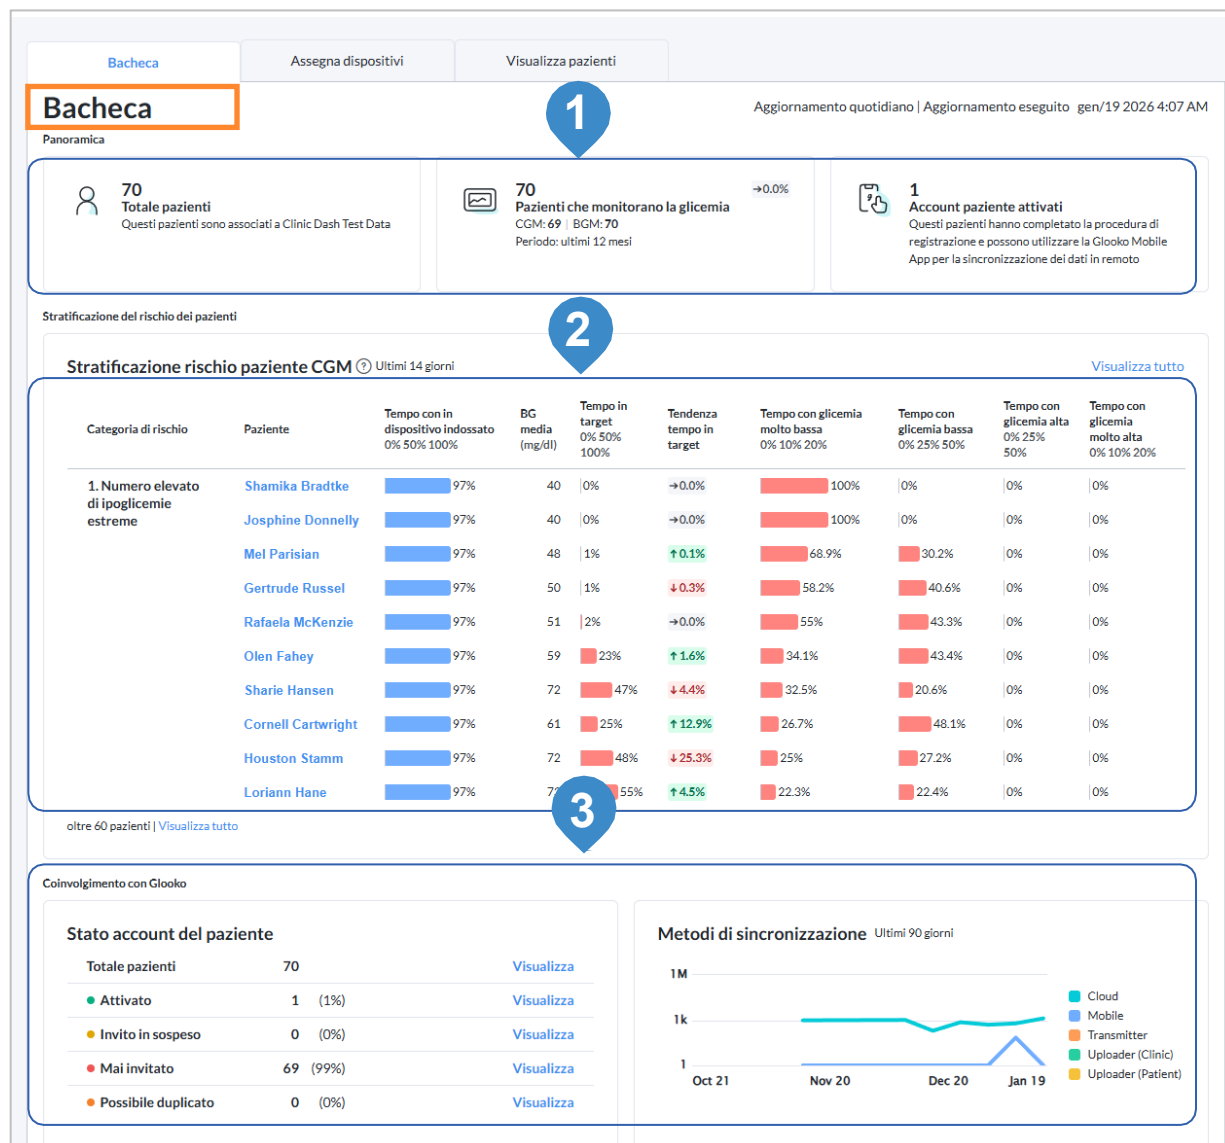 Bacheca
Assegna dispositivi
Visualizza pazienti
Bacheca
1
Aggiornamento quotidiano | Aggiornamento eseguito gen/19 2026 4:07 AM
Panoramica
70
Totale pazienti
Questi pazienti sono associati a Clinic Dash Test Data
70
→0.0%
Pazienti che monitorano la glicemia
CGM: 69 | BGM: 70
Periodo: ultimi 12 mesi
1
Account paziente attivati
Questi pazienti hanno completato la procedura di
registrazione e possono utilizzare la Glooko Mobile
App per la sincronizzazione dei dati in remoto
Stratificazione del rischio dei pazienti
2
Stratificazione rischio paziente CGM ? Ultimi 14 giorni
Visualizza tutto
Categoria di rischio
Paziente
Tempo con in
dispositivo indossato
0% 50% 100%
BG
media
(mg/dl)
Tempo in
target
0% 50%
100%
Tendenza
tempo in
target
Tempo con glicemia
molto bassa
0% 10% 20%
Tempo con
glicemia bassa
0% 25% 50%
Tempo con
glicemia alta
0% 25%
50%
Tempo con
glicemia
molto alta
0% 10% 20%
1. Numero elevato
di ipoglicemie
estreme
Shamika Bradtke 97% 40 0% →0.0% 100% 0% 0% 0%
Josphine Donnelly 97% 40 0% →0.0% 100% 0% 0% 0%
Mel Parisian 97% 48 1% ↑0.1% 68.9% 30.2% 0% 0%
Gertrude Russel 97% 50 1% ↓0.3% 58.2% 40.6% 0% 0%
Rafaela McKenzie 97% 51 2% →0.0% 55% 43.3% 0% 0%
Olen Fahey 97% 59 23% ↑1.6% 34.1% 43.4% 0% 0%
Sharie Hansen 97% 72 47% ↓4.4% 32.5% 20.6% 0% 0%
Cornell Cartwright 97% 61 25% ↑12.9% 26.7% 48.1% 0% 0%
Houston Stamm 97% 72 48% ↓25.3% 25% 27.2% 0% 0%
Loriann Hane 97% 55% ↑4.5% 22.3% 22.4% 0% 0%
3
oltre 60 pazienti | Visualizza tutto
Coinvolgimento con Glooko
Stato account del paziente
Totale pazienti 70 Visualizza
Attivato 1 (1%) Visualizza
Invito in sospeso 0 (0%) Visualizza
Mai invitato 69 (99%) Visualizza
Possibile duplicato 0 (0%) Visualizza
Metodi di sincronizzazione Ultimi 90 giorni
1M
1k
1
Oct 21 Nov 20 Dec 20 Jan 19
Cloud
Mobile
Transmitter
Uploader (Clinic)
Uploader (Patient)